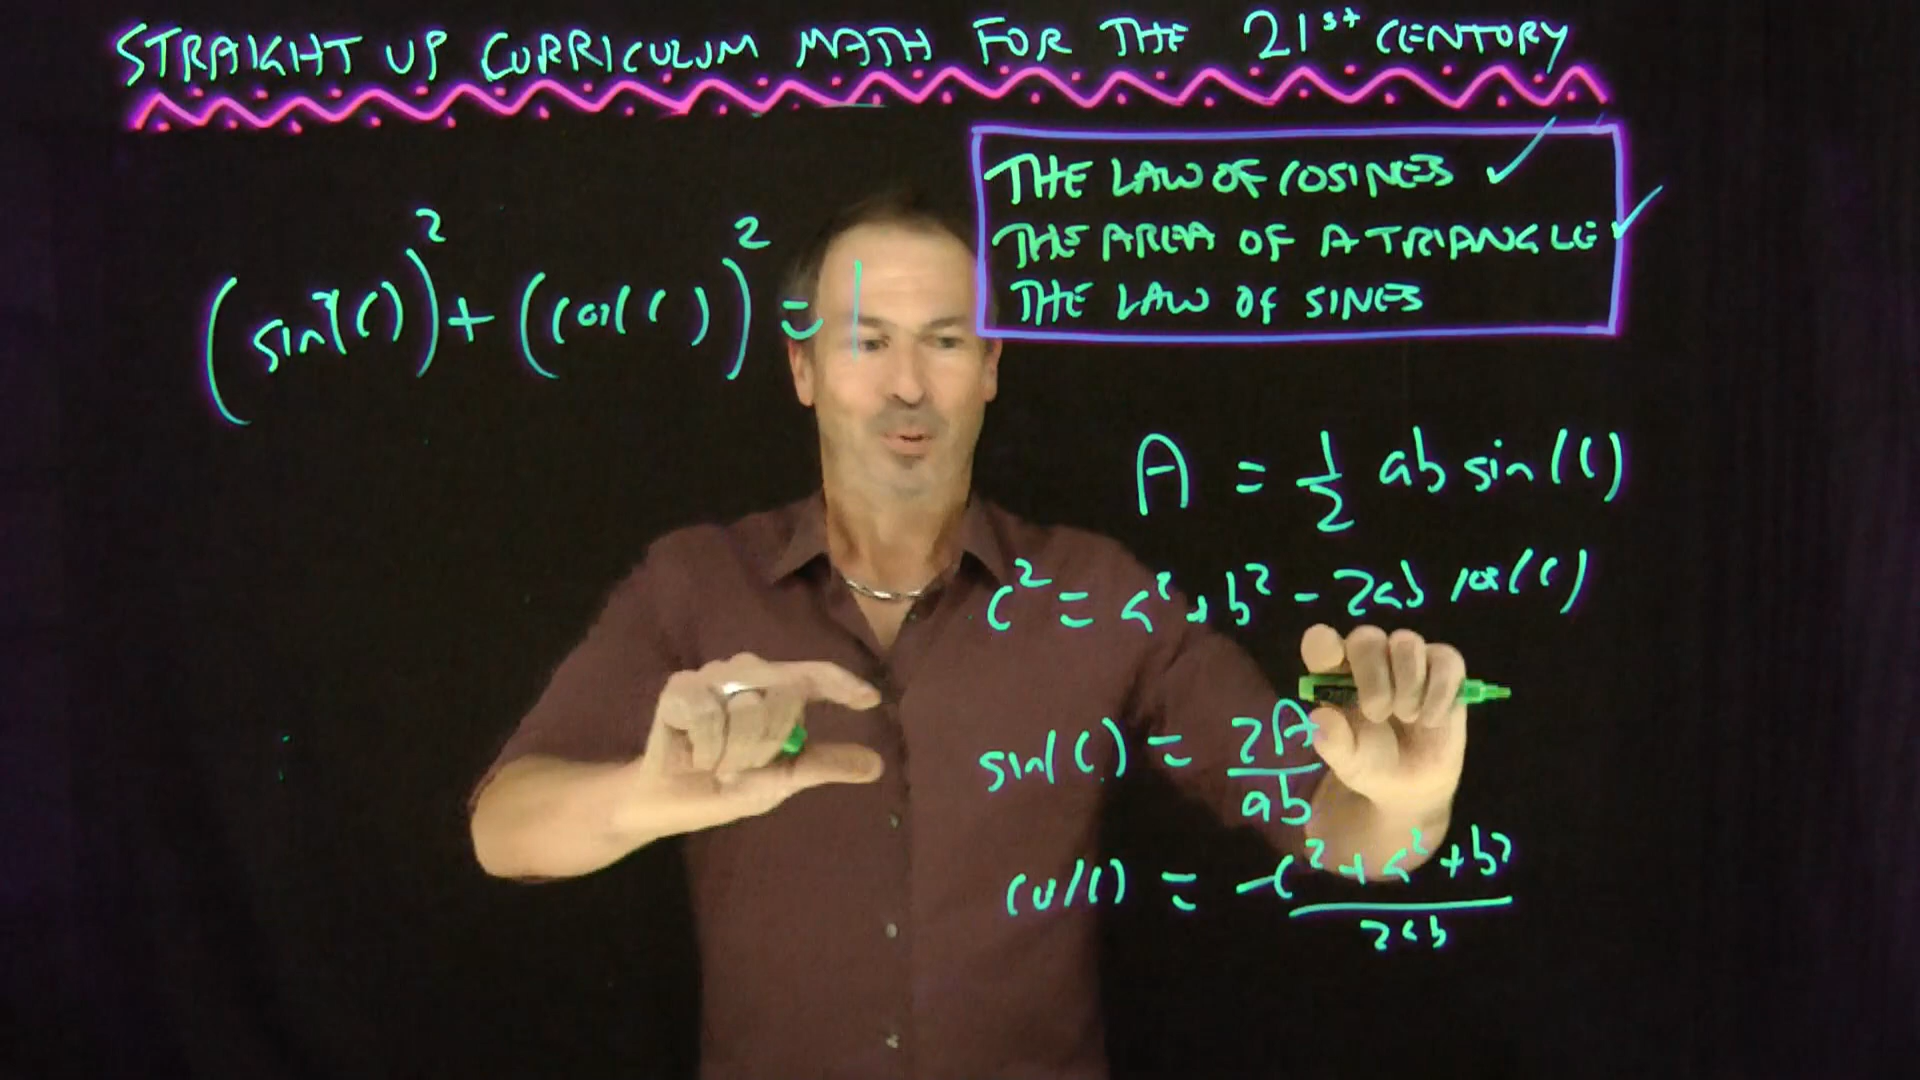 STRAIGHT UP CURRICULUM MATH FOR THE 21st CENTURY
THE LAW OF COSINES ✓
THE AREA OF A TRIANGLE ✓
THE LAW OF SINES
(sin(C))² + (cos(C))² = 1
A = 1/2 ab sin(C)
c² = a² + b² - 2ab cos(C)
sin(C) = 2A/ab
cos(C) = -c² + a² + b²/2ab